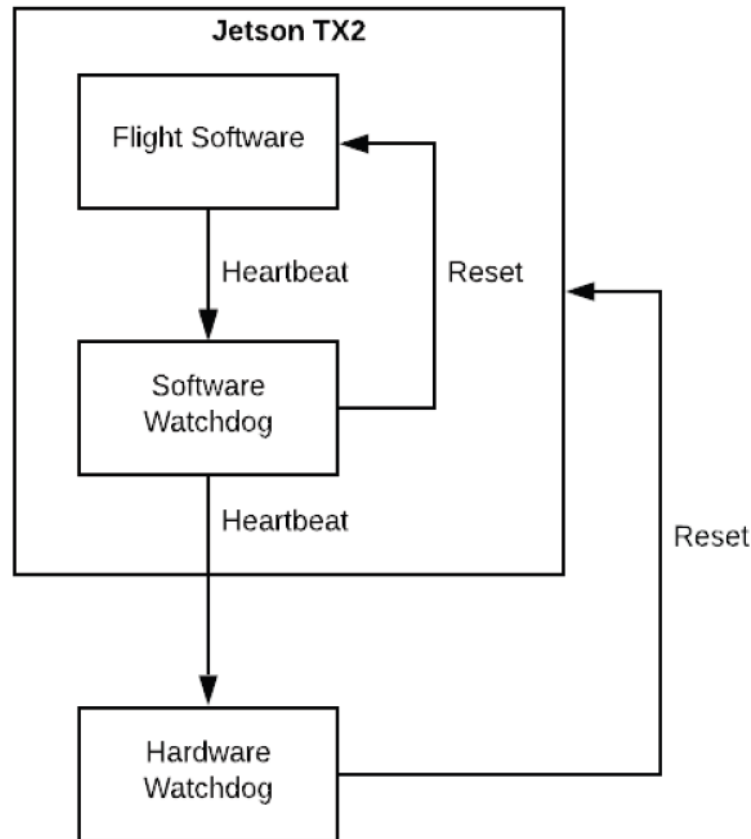 Jetson TX2
Flight Software
Heartbeat
Reset
Software
Watchdog
Heartbeat
Reset
Hardware
Watchdog